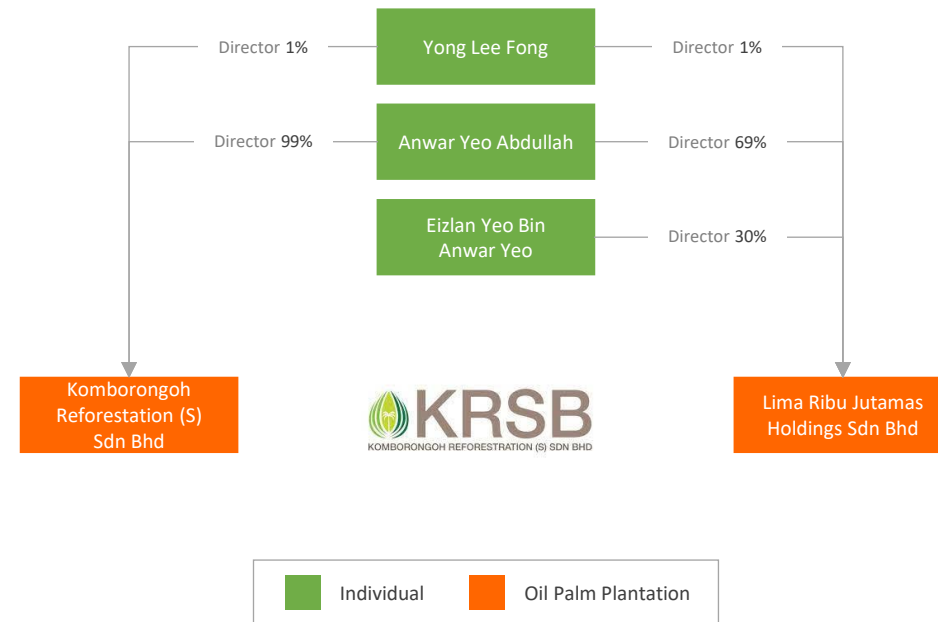 Director 1%
Yong Lee Fong
Director 1%
Director 99%
Anwar Yeo Abdullah
Director 69%
Eizlan Yeo Bin
Anwar Yeo
Director 30%
Komborongoh
Reforestation (S)
Sdn Bhd
KRSB
KOMBORONGOH REFORESTRATION (S) SDN BHD
Lima Ribu Jutamas
Holdings Sdn Bhd
Individual
Oil Palm Plantation